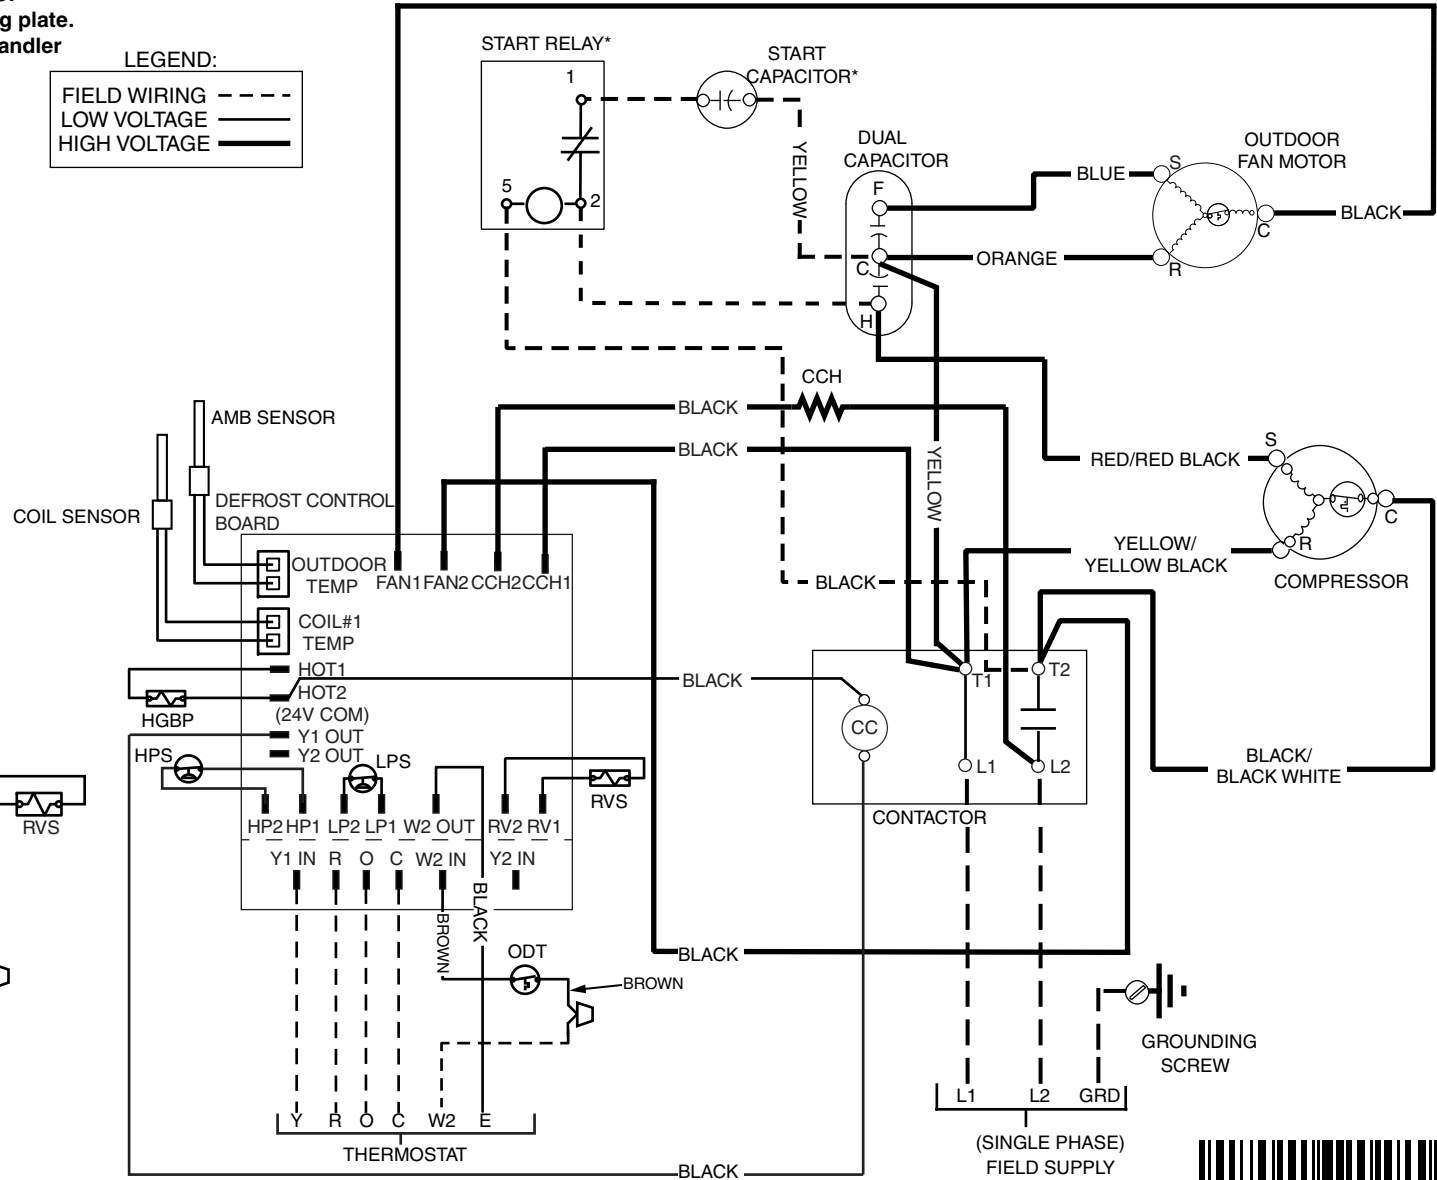 g plate.
andler
LEGEND:
FIELD WIRING
LOW VOLTAGE
HIGH VOLTAGE
START RELAY*
1
5
2
START
CAPACITOR*
YELLOW
DUAL
CAPACITOR
F
C
H
BLUE
ORANGE
OUTDOOR
FAN MOTOR
S
C
R
BLACK
CCH
BLACK
BLACK
YELLOW
RED/RED BLACK
S
C
R
YELLOW/
YELLOW BLACK
COMPRESSOR
AMB SENSOR
COIL SENSOR
DEFROST CONTROL
BOARD
OUTDOOR
TEMP
FAN1 FAN2 CCH2 CCH1
COIL#1
TEMP
HOT1
HOT2
(24V COM)
HGBP
Y1 OUT
Y2 OUT
HPS
LPS
RVS
HP2 HP1 LP2 LP1 W2 OUT RV2 RV1
Y1 IN R O C W2 IN Y2 IN
RVS
BLACK
BLACK
T1
T2
CC
L1
L2
CONTACTOR
BLACK/
BLACK WHITE
BROWN
BLACK
ODT
BROWN
BLACK
GROUNDING
SCREW
Y R O C W2 E
THERMOSTAT
L1 L2 GRD
(SINGLE PHASE)
FIELD SUPPLY
BLACK